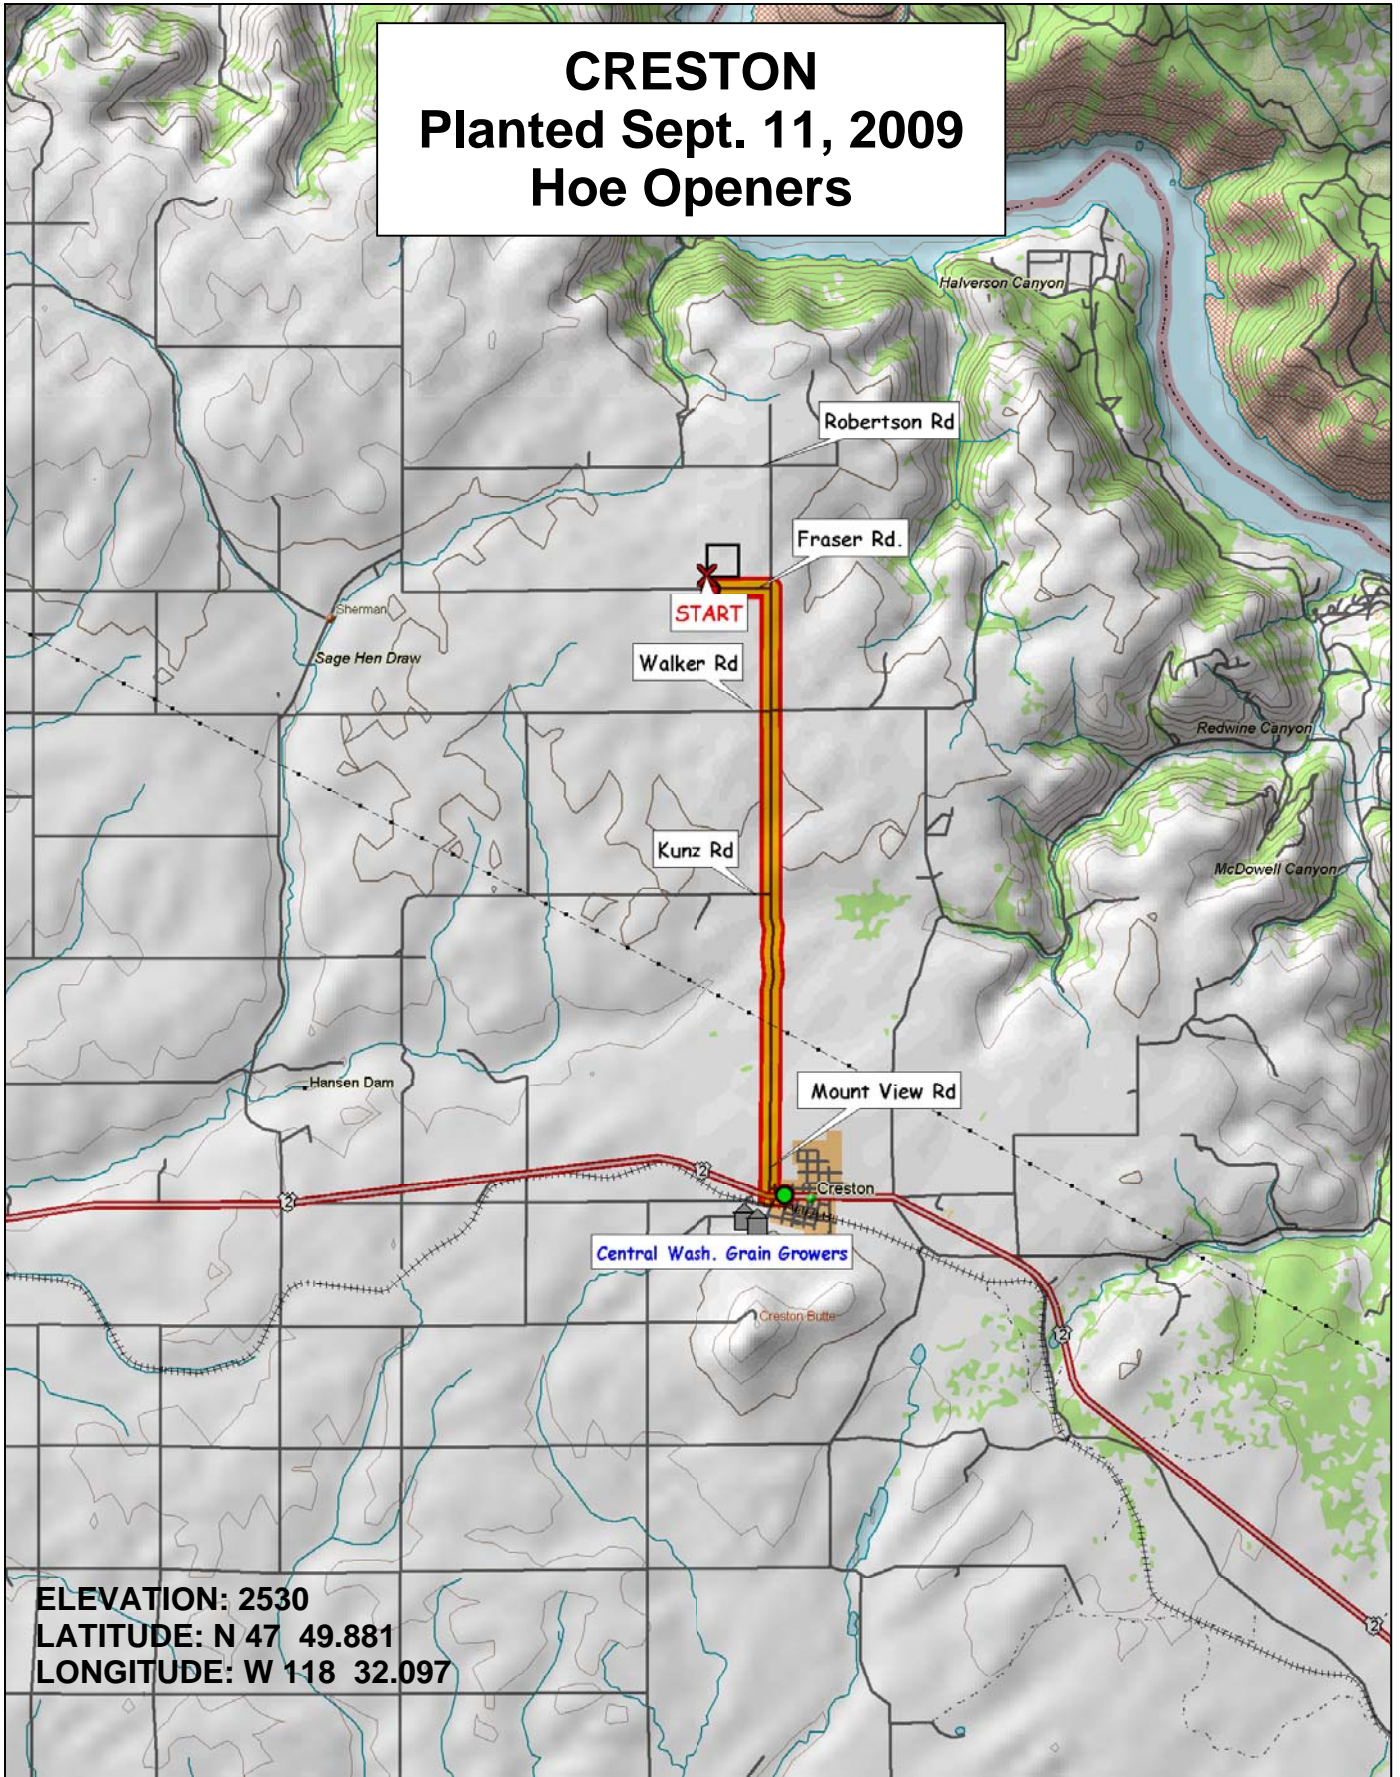 CRESTON
Planted Sept. 11, 2009
Hoe Openers
Halverson Canyon
Robertson Rd
Fraser Rd.
START
Sherman
Sage Hen Draw
Walker Rd
Redwine Canyon
Kunz Rd
McDowell Canyon
Hansen Dam
Mount View Rd
2
2
Creston
Central Wash. Grain Growers
Creston Butte
2
ELEVATION: 2530
LATITUDE: N 47 49.881
LONGITUDE: W 118 32.097
2